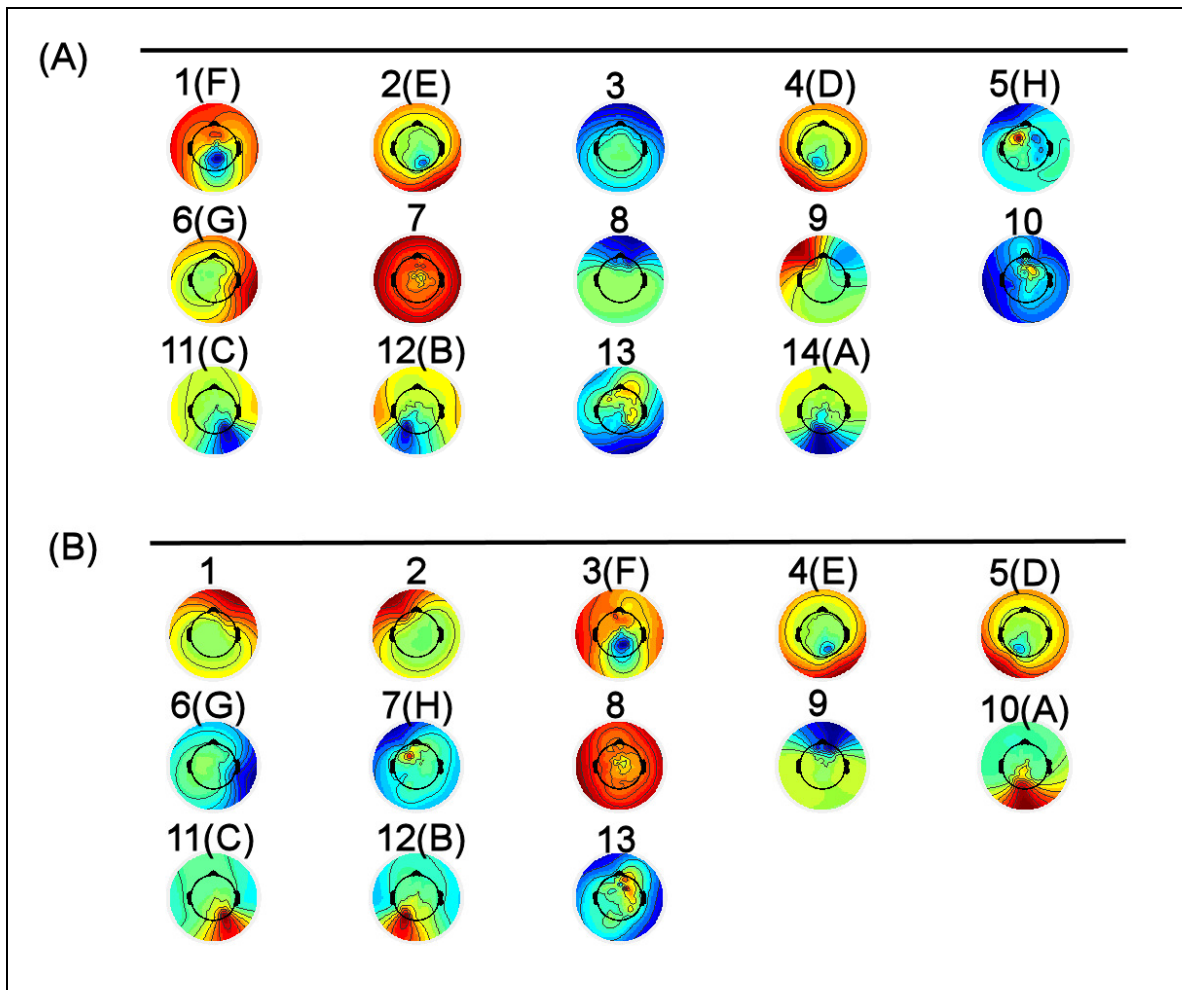 (A)
1(F) 2(E) 3 4(D) 5(H)
6(G) 7 8 9 10
11(C) 12(B) 13 14(A)
(B)
1 2 3(F) 4(E) 5(D)
6(G) 7(H) 8 9 10(A)
11(C) 12(B) 13